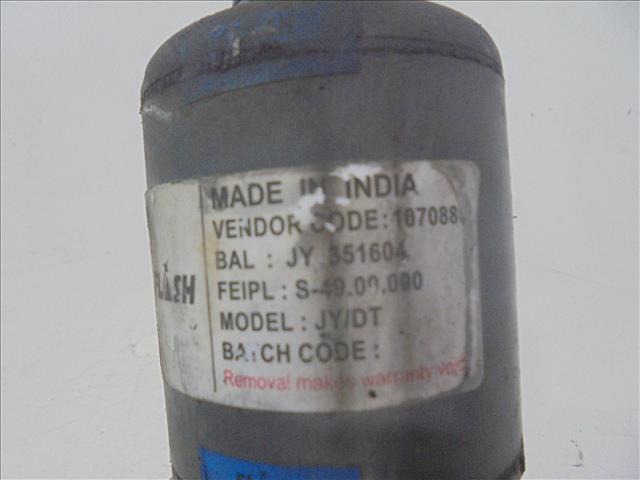 FLASH
MADE IN INDIA
VENDOR CODE:107088
BAL : JY 351604
FEIPL : S-49.00.000
MODEL : JY/DT
BATCH CODE :
Removal makes warranty void